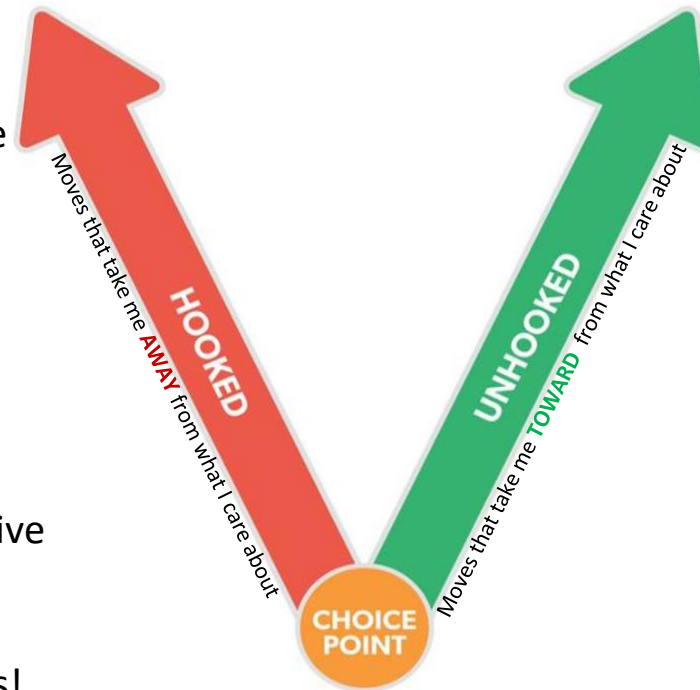 e
Moves that take me AWAY from what I care about
HOOKED
UNHOOKED
Moves that take me TOWARD from what I care about
ive
CHOICE
POINT
s!